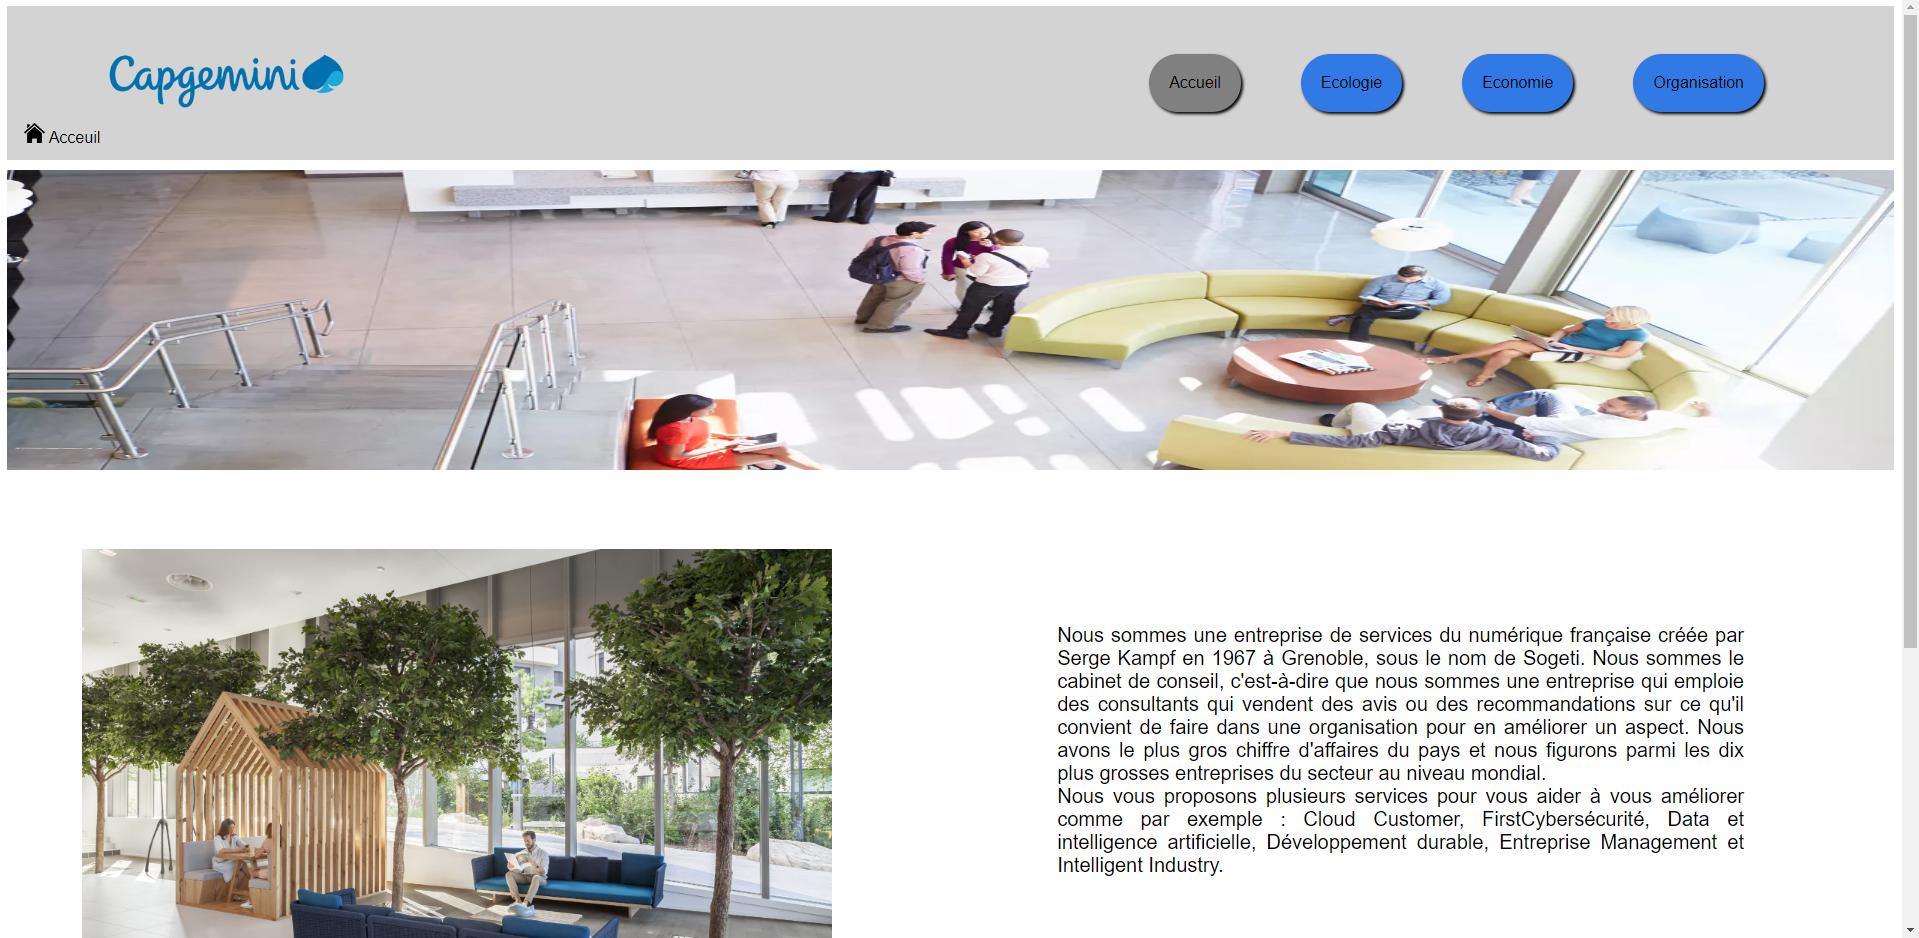 Capgemini
Accueil
Ecologie
Economie
Organisation
Acceuil
Nous sommes une entreprise de services du numérique française créée par
Serge Kampf en 1967 à Grenoble, sous le nom de Sogeti. Nous sommes le
cabinet de conseil, c'est-à-dire que nous sommes une entreprise qui emploie
des consultants qui vendent des avis ou des recommandations sur ce qu'il
convient de faire dans une organisation pour en améliorer un aspect. Nous
avons le plus gros chiffre d'affaires du pays et nous figurons parmi les dix
plus grosses entreprises du secteur au niveau mondial.
Nous vous proposons plusieurs services pour vous aider à vous améliorer
comme par exemple : Cloud Customer, FirstCybersécurité, Data et
intelligence artificielle, Développement durable, Entreprise Management et
Intelligent Industry.